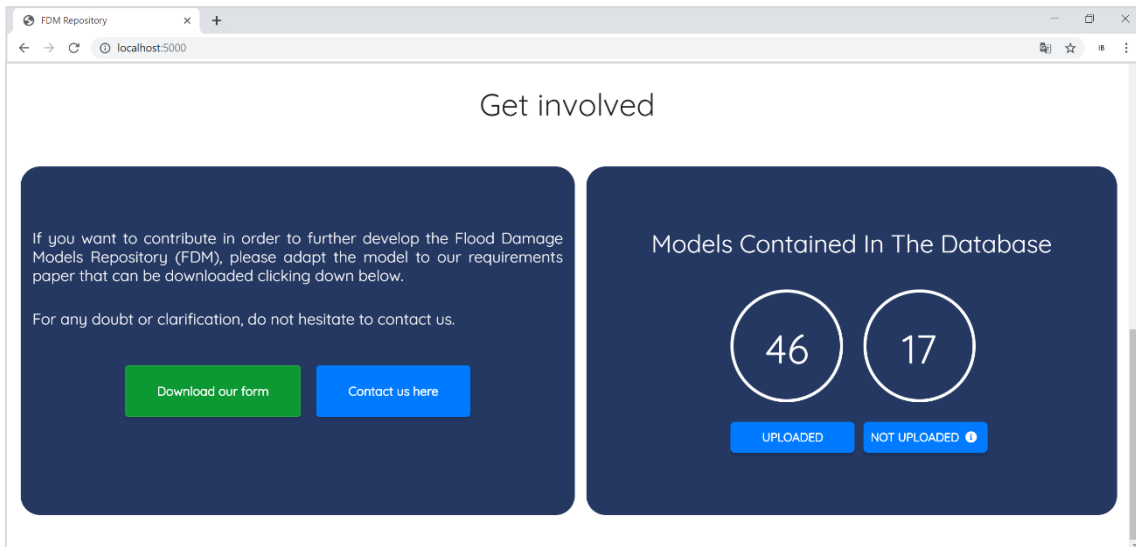 FDM Repository
localhost:5000
Get involved
If you want to contribute in order to further develop the Flood Damage
Models Repository (FDM), please adapt the model to our requirements
paper that can be downloaded clicking down below.
For any doubt or clarification, do not hesitate to contact us.
Download our form
Contact us here
Models Contained In The Database
46
17
UPLOADED
NOT UPLOADED